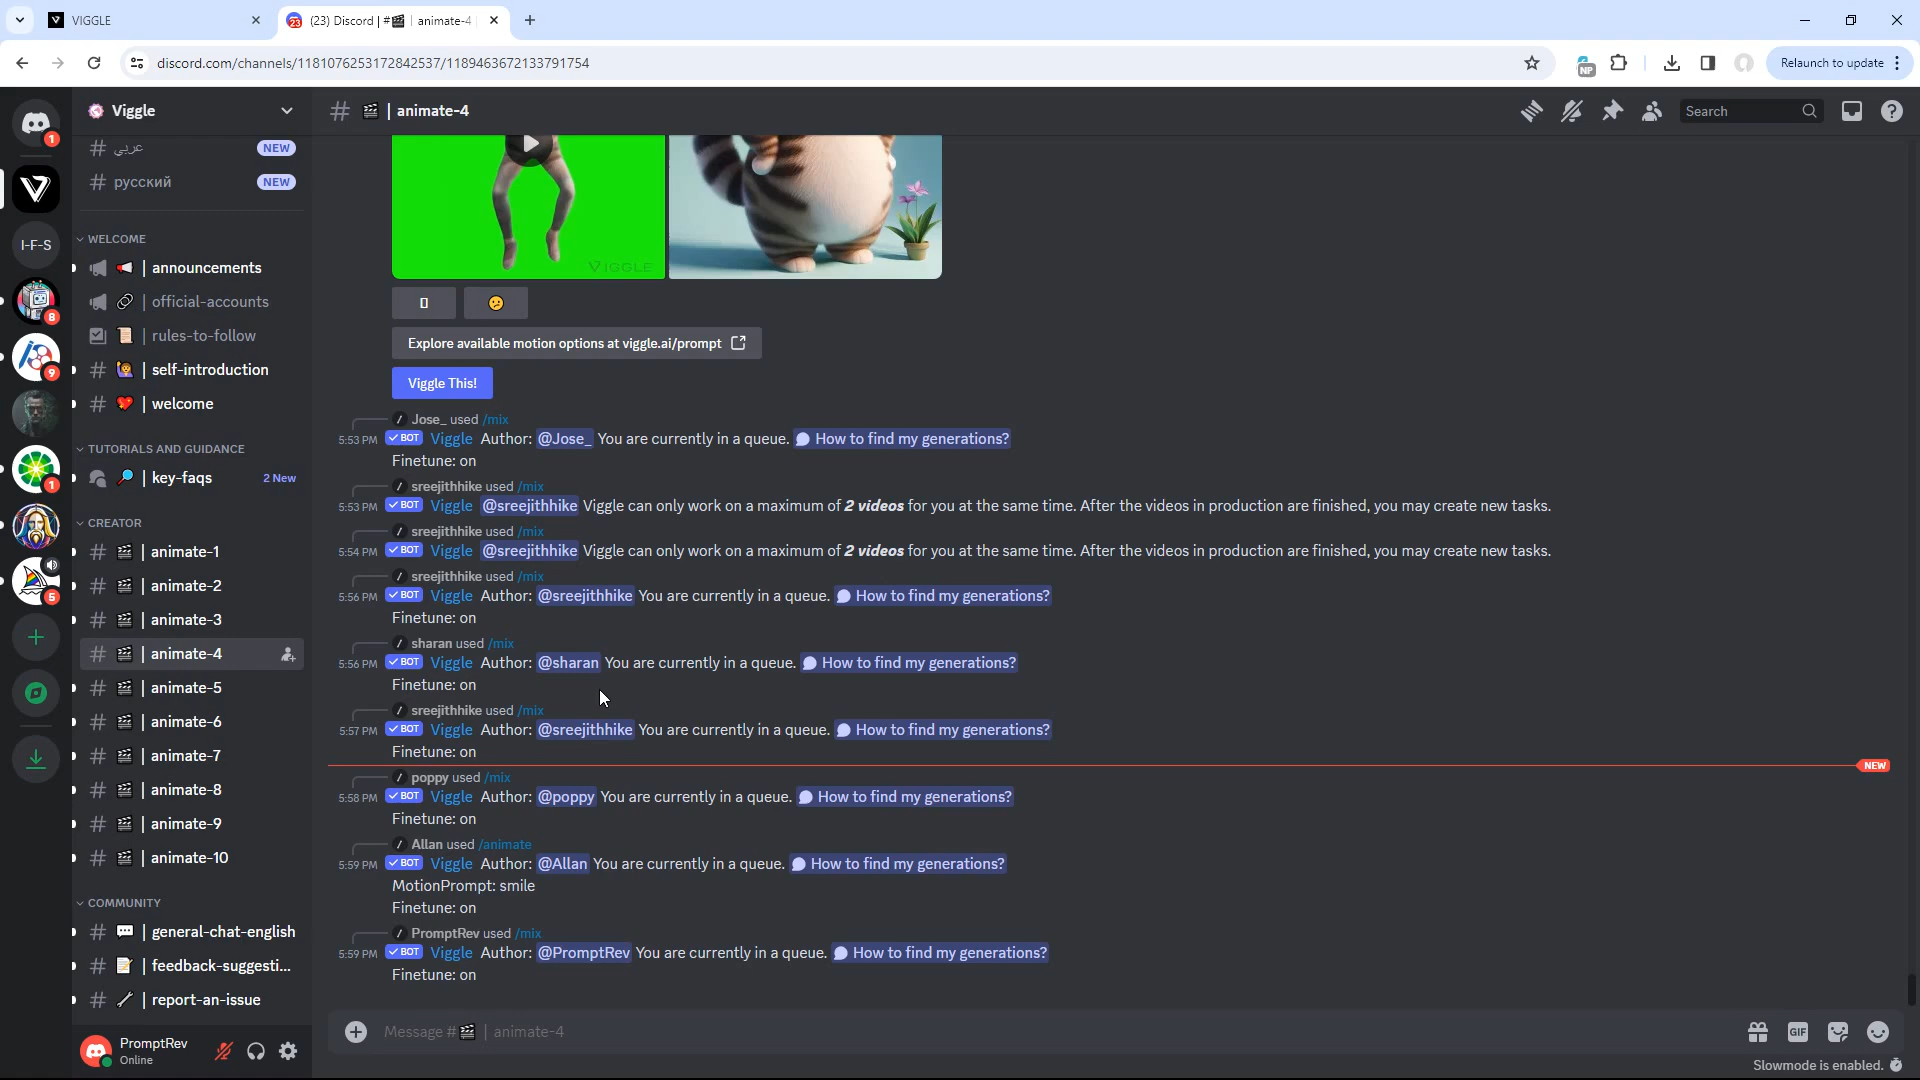 VIGGLE
(23) Discord | #🎬 | animate-4
discord.com/channels/1181076253172842537/1189463672133791754
NP
Relaunch to update
1
I-F-S
8
9
1
5
Viggle
# عربي NEW
# русский NEW
WELCOME
📢 | announcements
🔗 | official-accounts
📜 | rules-to-follow
# 🙋 | self-introduction
# 💖 | welcome
TUTORIALS AND GUIDANCE
🔎 | key-faqs 2 New
CREATOR
# 🎬 | animate-1
# 🎬 | animate-2
# 🎬 | animate-3
# 🎬 | animate-4
# 🎬 | animate-5
# 🎬 | animate-6
# 🎬 | animate-7
# 🎬 | animate-8
# 🎬 | animate-9
# 🎬 | animate-10
COMMUNITY
# 💬 | general-chat-english
# 📝 | feedback-suggesti...
# 🔧 | report-an-issue
PromptRev
Online
# 🎬 | animate-4
Search
VIGGLE
Explore available motion options at viggle.ai/prompt
Viggle This!
Jose_ used /mix
5:53 PM ✓ BOT Viggle Author: @Jose_ You are currently in a queue. How to find my generations?
Finetune: on
sreejithhike used /mix
5:53 PM ✓ BOT Viggle @sreejithhike Viggle can only work on a maximum of 2 videos for you at the same time. After the videos in production are finished, you may create new tasks.
sreejithhike used /mix
5:54 PM ✓ BOT Viggle @sreejithhike Viggle can only work on a maximum of 2 videos for you at the same time. After the videos in production are finished, you may create new tasks.
sreejithhike used /mix
5:56 PM ✓ BOT Viggle Author: @sreejithhike You are currently in a queue. How to find my generations?
Finetune: on
sharan used /mix
5:56 PM ✓ BOT Viggle Author: @sharan You are currently in a queue. How to find my generations?
Finetune: on
sreejithhike used /mix
5:57 PM ✓ BOT Viggle Author: @sreejithhike You are currently in a queue. How to find my generations?
Finetune: on
NEW
poppy used /mix
5:58 PM ✓ BOT Viggle Author: @poppy You are currently in a queue. How to find my generations?
Finetune: on
Allan used /animate
5:59 PM ✓ BOT Viggle Author: @Allan You are currently in a queue. How to find my generations?
MotionPrompt: smile
Finetune: on
PromptRev used /mix
5:59 PM ✓ BOT Viggle Author: @PromptRev You are currently in a queue. How to find my generations?
Finetune: on
Message #🎬 | animate-4
GIF
Slowmode is enabled.